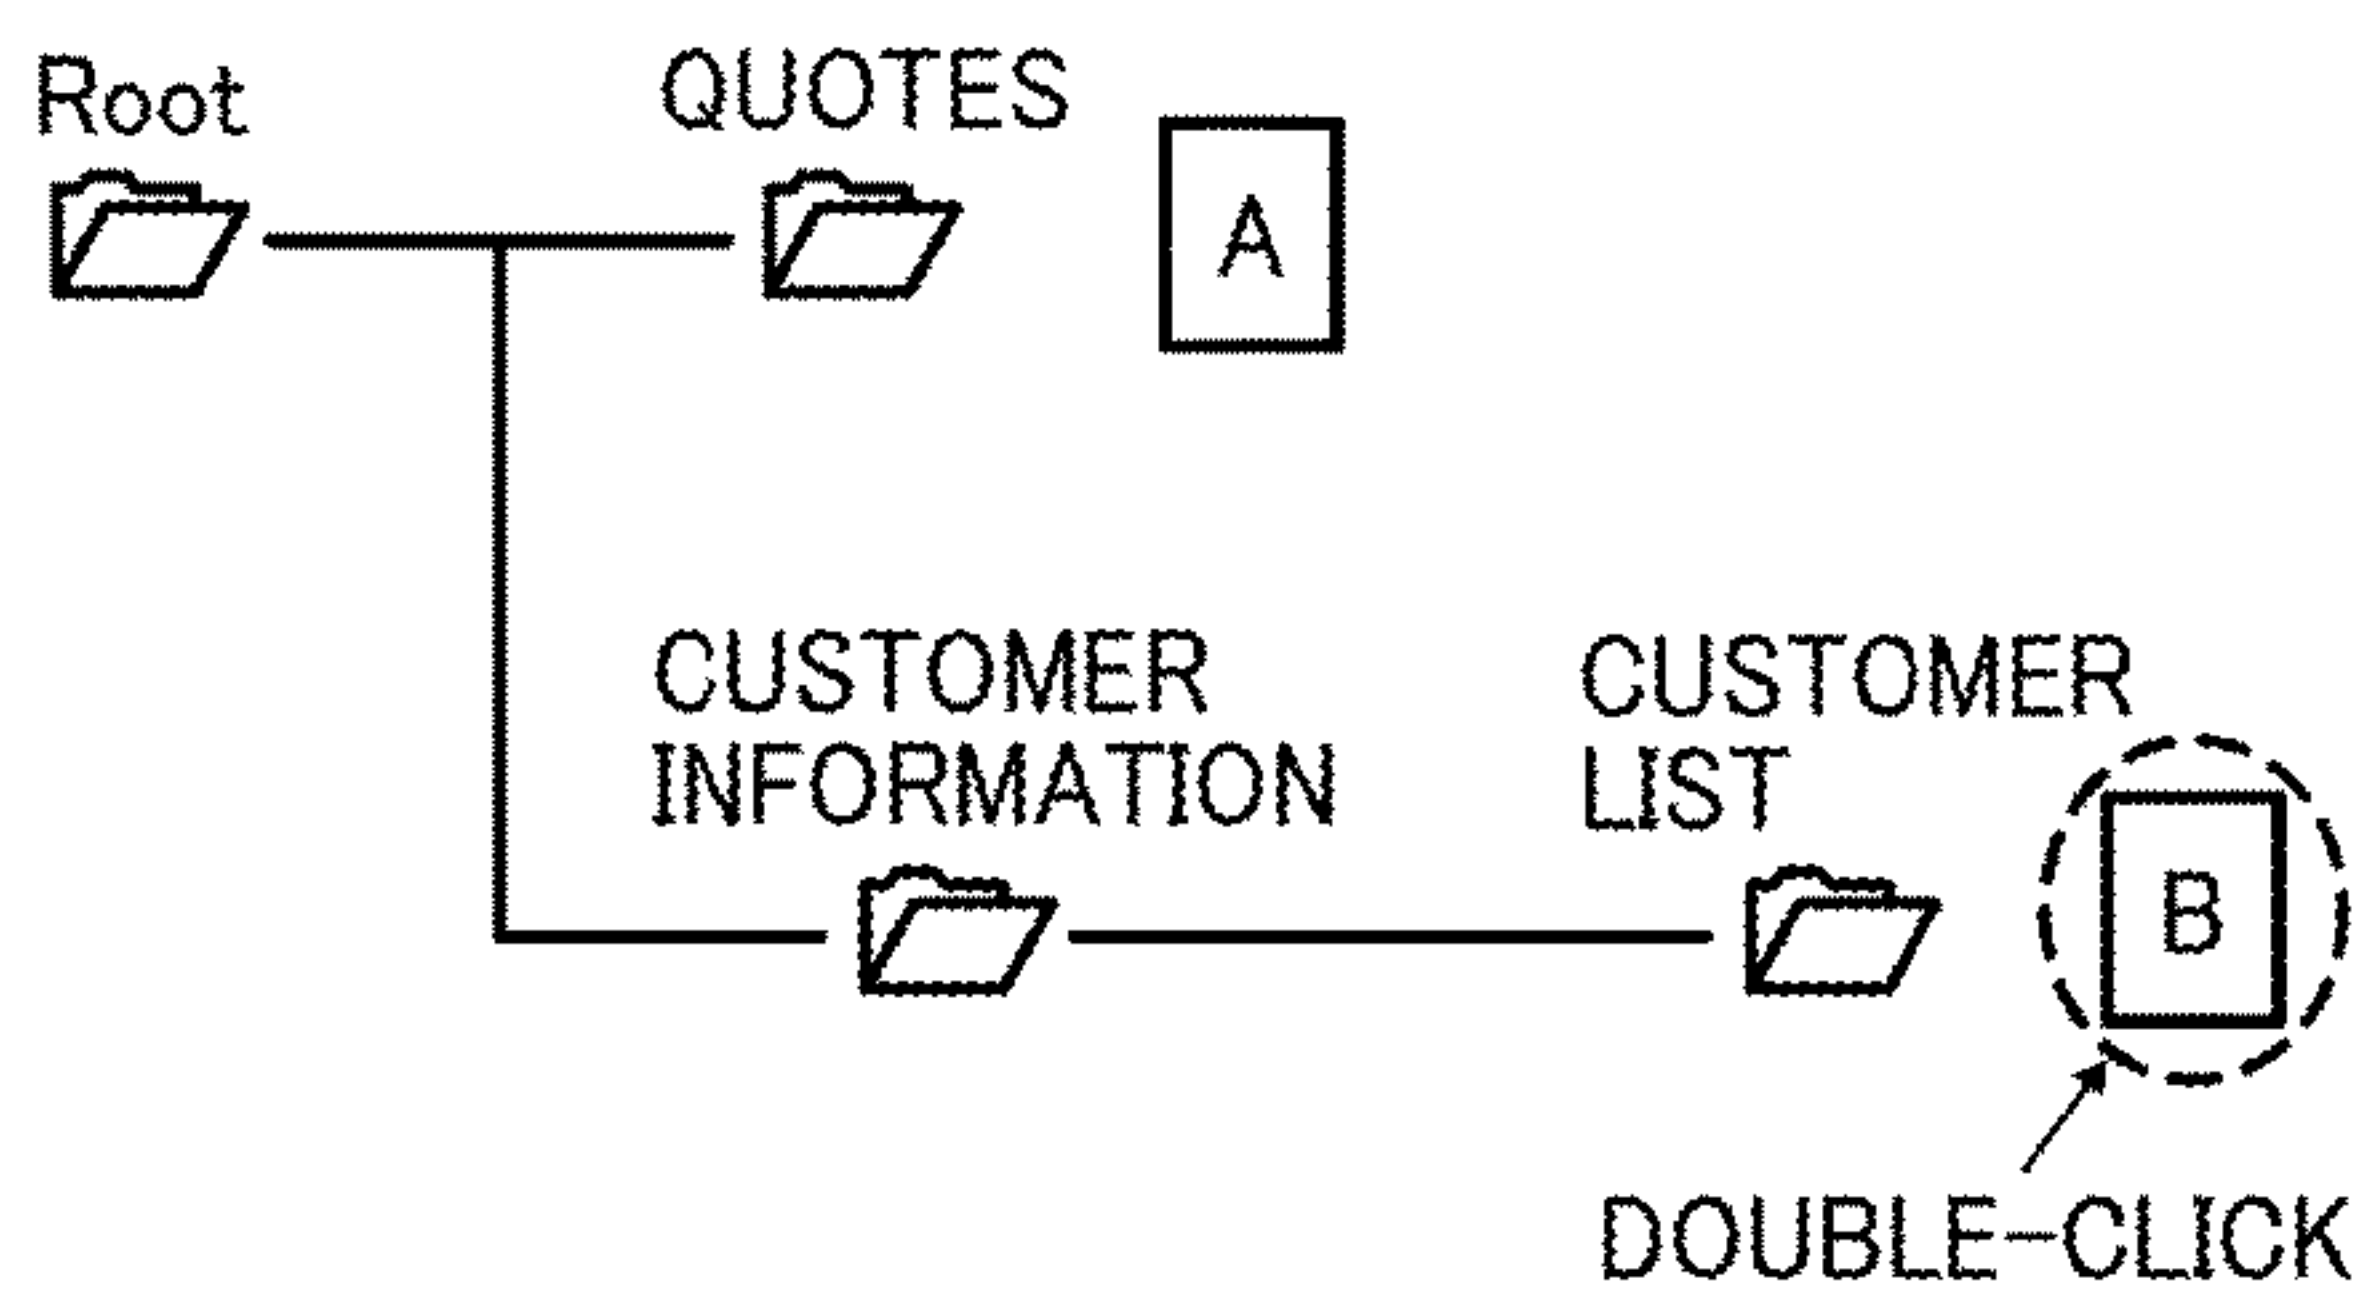 Root
QUOTES
A
CUSTOMER
INFORMATION
CUSTOMER
LIST
B
DOUBLE-CLICK